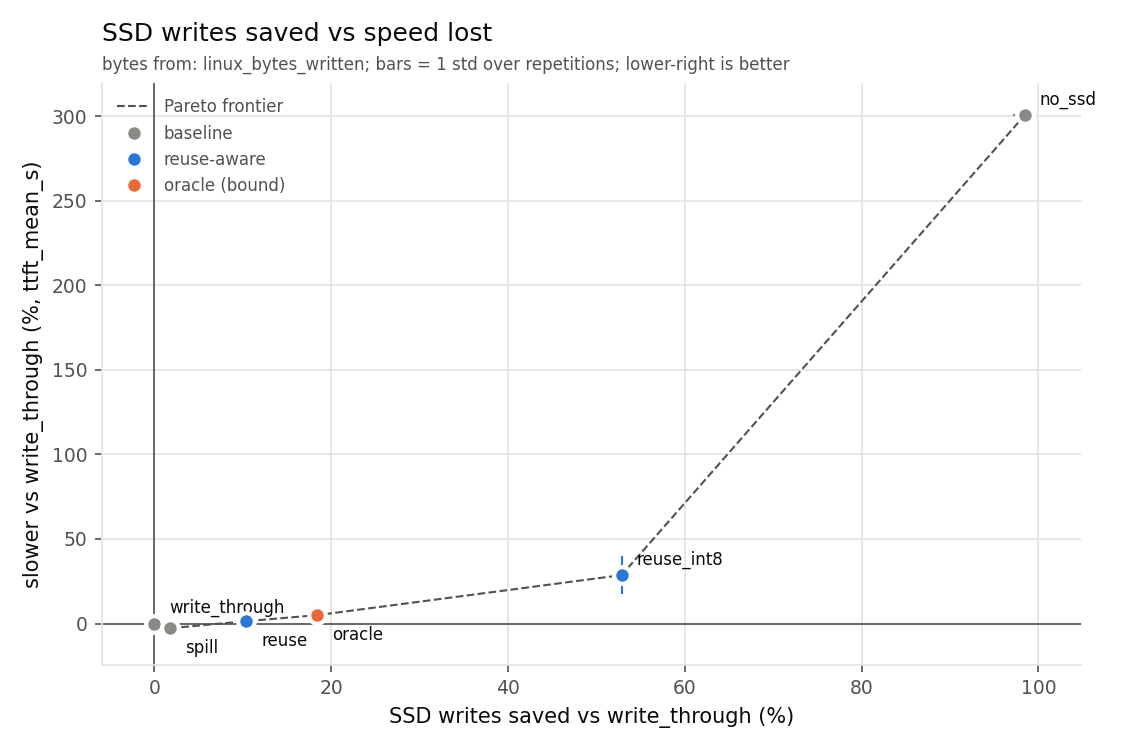 SSD writes saved vs speed lost
bytes from: linux_bytes_written; bars = 1 std over repetitions; lower-right is better
Pareto frontier
baseline
reuse-aware
oracle (bound)
no_ssd
reuse_int8
write_through
spill
reuse
oracle
300
250
200
150
100
50
0
slower vs write_through (%, ttft_mean_s)
0 20 40 60 80 100
SSD writes saved vs write_through (%)